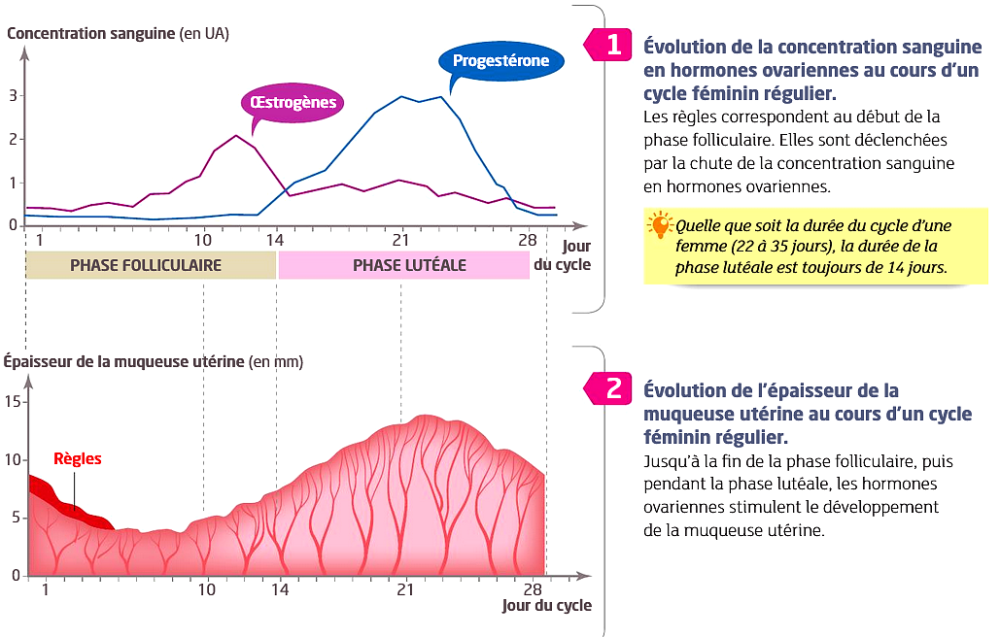 Concentration sanguine (en UA)
3
2
1
0
Œstrogènes
Progestérone
1 10 14 21 28
Jour
du cycle
PHASE FOLLICULAIRE
PHASE LUTÉALE
1
Évolution de la concentration sanguine
en hormones ovariennes au cours d'un
cycle féminin régulier.
Les règles correspondent au début de la
phase folliculaire. Elles sont déclenchées
par la chute de la concentration sanguine
en hormones ovariennes.
Quelle que soit la durée du cycle d'une
femme (22 à 35 jours), la durée de la
phase lutéale est toujours de 14 jours.
Épaisseur de la muqueuse utérine (en mm)
15
10
5
0
Règles
1 10 14 21 28
Jour du cycle
2
Évolution de l'épaisseur de la
muqueuse utérine au cours d'un cycle
féminin régulier.
Jusqu'à la fin de la phase folliculaire, puis
pendant la phase lutéale, les hormones
ovariennes stimulent le développement
de la muqueuse utérine.